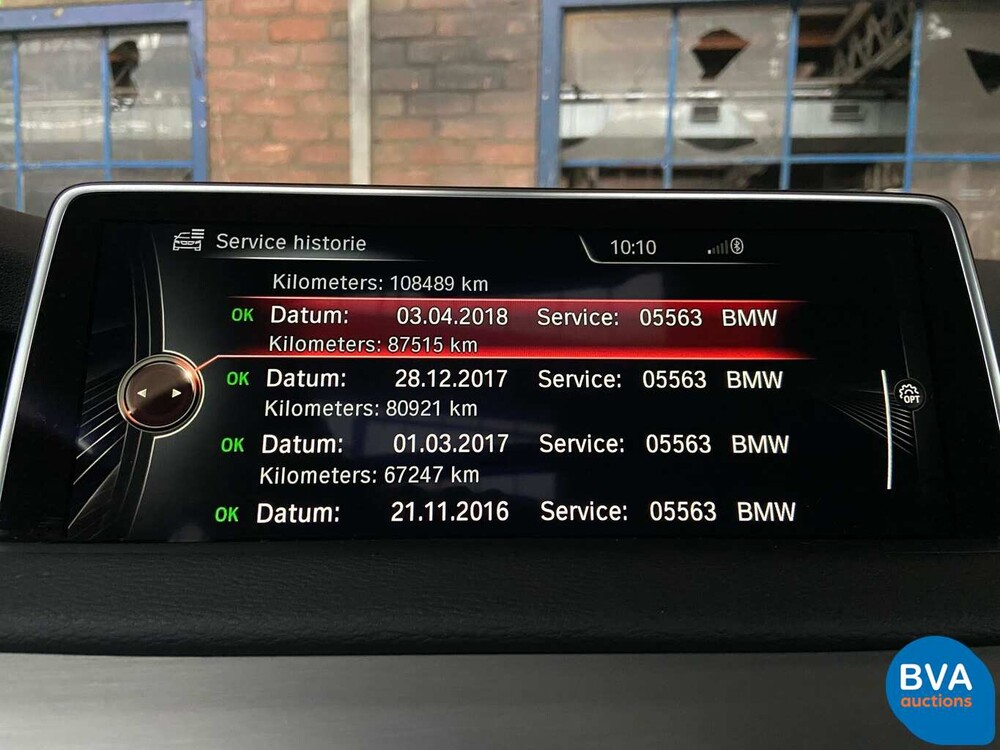 Service historie 10:10
Kilometers: 108489 km
OK Datum: 03.04.2018 Service: 05563 BMW
Kilometers: 87515 km
OK Datum: 28.12.2017 Service: 05563 BMW
Kilometers: 80921 km
OPT
OK Datum: 01.03.2017 Service: 05563 BMW
Kilometers: 67247 km
OK Datum: 21.11.2016 Service: 05563 BMW
BVA
auctions